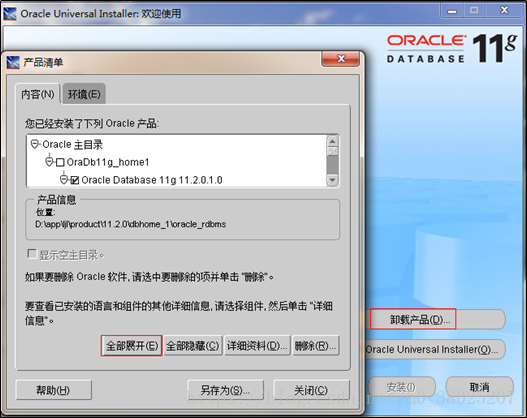 Oracle Universal Installer: 欢迎使用
ORACLE
DATABASE 11g
产品清单
内容(N) 环境(E)
您已经安装了下列 Oracle 产品:
Oracle 主目录
OraDb11g_home1
Oracle Database 11g 11.2.0.1.0
产品信息
位置:
D:\app\ljl\product\11.2.0\dbhome_1\oracle_rdbms
显示空主目录。
如果要删除 Oracle 软件, 请选中要删除的项并单击 "删除"。
要查看已安装的语言和组件的其他详细信息, 请选择组件, 然后单击 "详细
信息"。
全部展开(E) 全部隐藏(C) 详细资料(D)... 删除(R)...
帮助(H) 另存为(S)... 关闭(C)
卸载产品(D)...
Oracle Universal Installer(O)...
安装(I) 取消